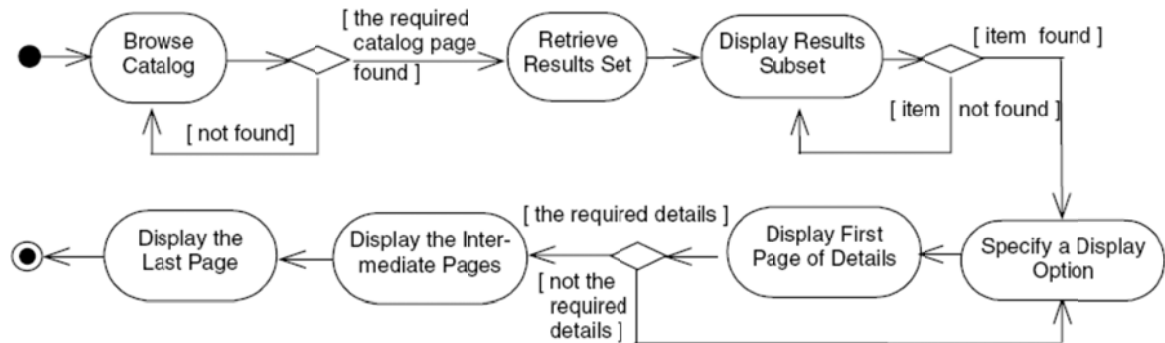 Browse
Catalog
[ the required
catalog page
found ]
[ not found]
Retrieve
Results Set
Display Results
Subset
[ item found ]
[ item not found ]
Specify a Display
Option
Display First
Page of Details
[ the required details ]
[ not the
required
details ]
Display the Inter-
mediate Pages
Display the
Last Page